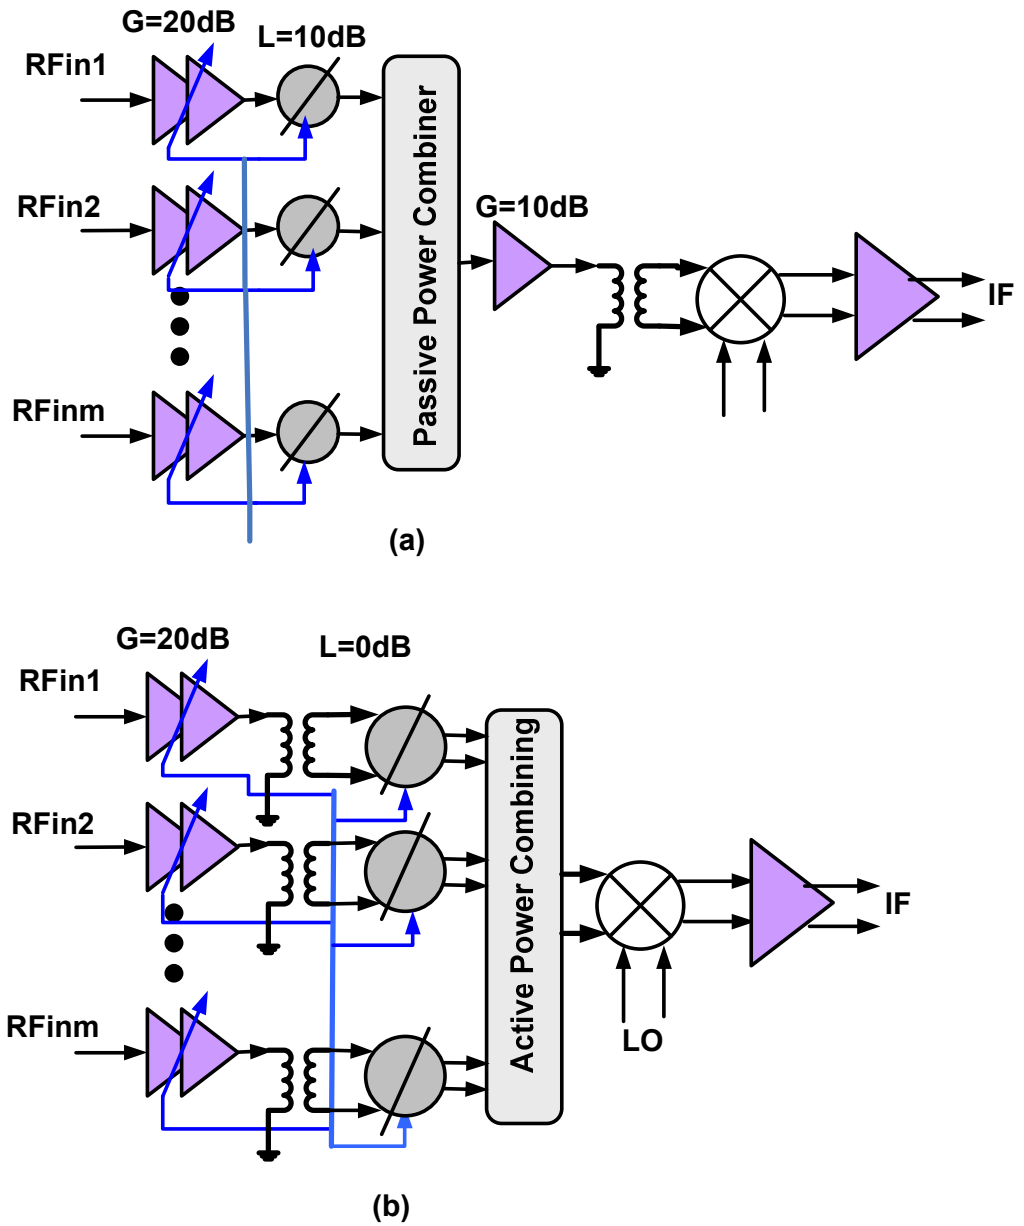 G=20dB
L=10dB
RFin1
RFin2
G=10dB
Passive Power Combiner
IF
RFinm
(a)
G=20dB
L=0dB
RFin1
RFin2
Active Power Combining
IF
RFinm
LO
(b)